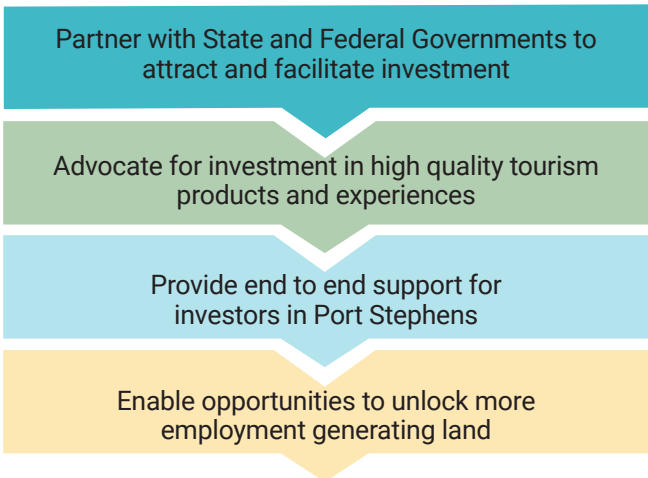 Partner with State and Federal Governments to
attract and facilitate investment
Advocate for investment in high quality tourism
products and experiences
Provide end to end support for
investors in Port Stephens
Enable opportunities to unlock more
employment generating land